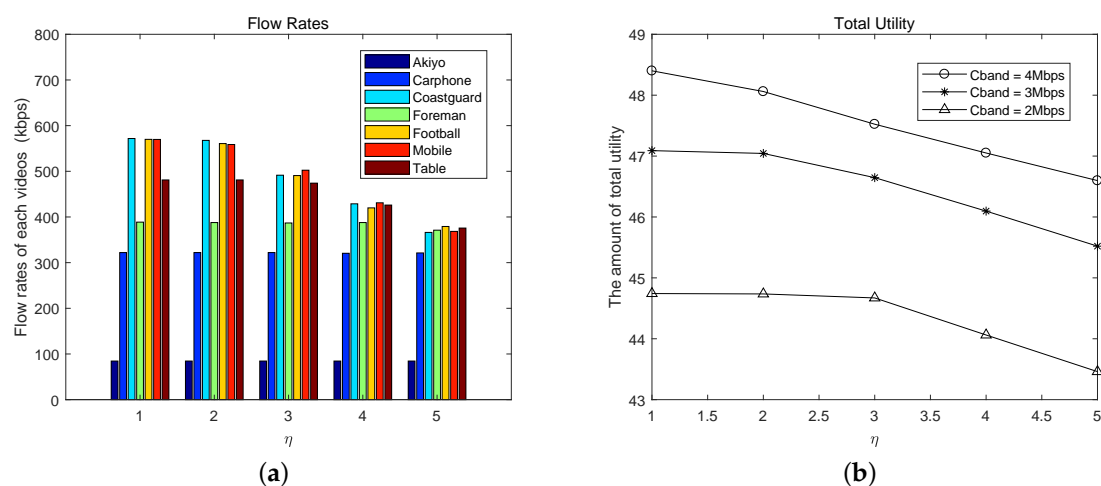 Flow Rates
800
700
600
500
400
300
200
100
0
Flow rates of each videos (kbps)
1 2 3 4 5
η
Akiyo
Carphone
Coastguard
Foreman
Football
Mobile
Table
(a)
Total Utility
49
48
47
46
45
44
43
The amount of total utility
1 1.5 2 2.5 3 3.5 4 4.5 5
η
Cband = 4Mbps
Cband = 3Mbps
Cband = 2Mbps
(b)